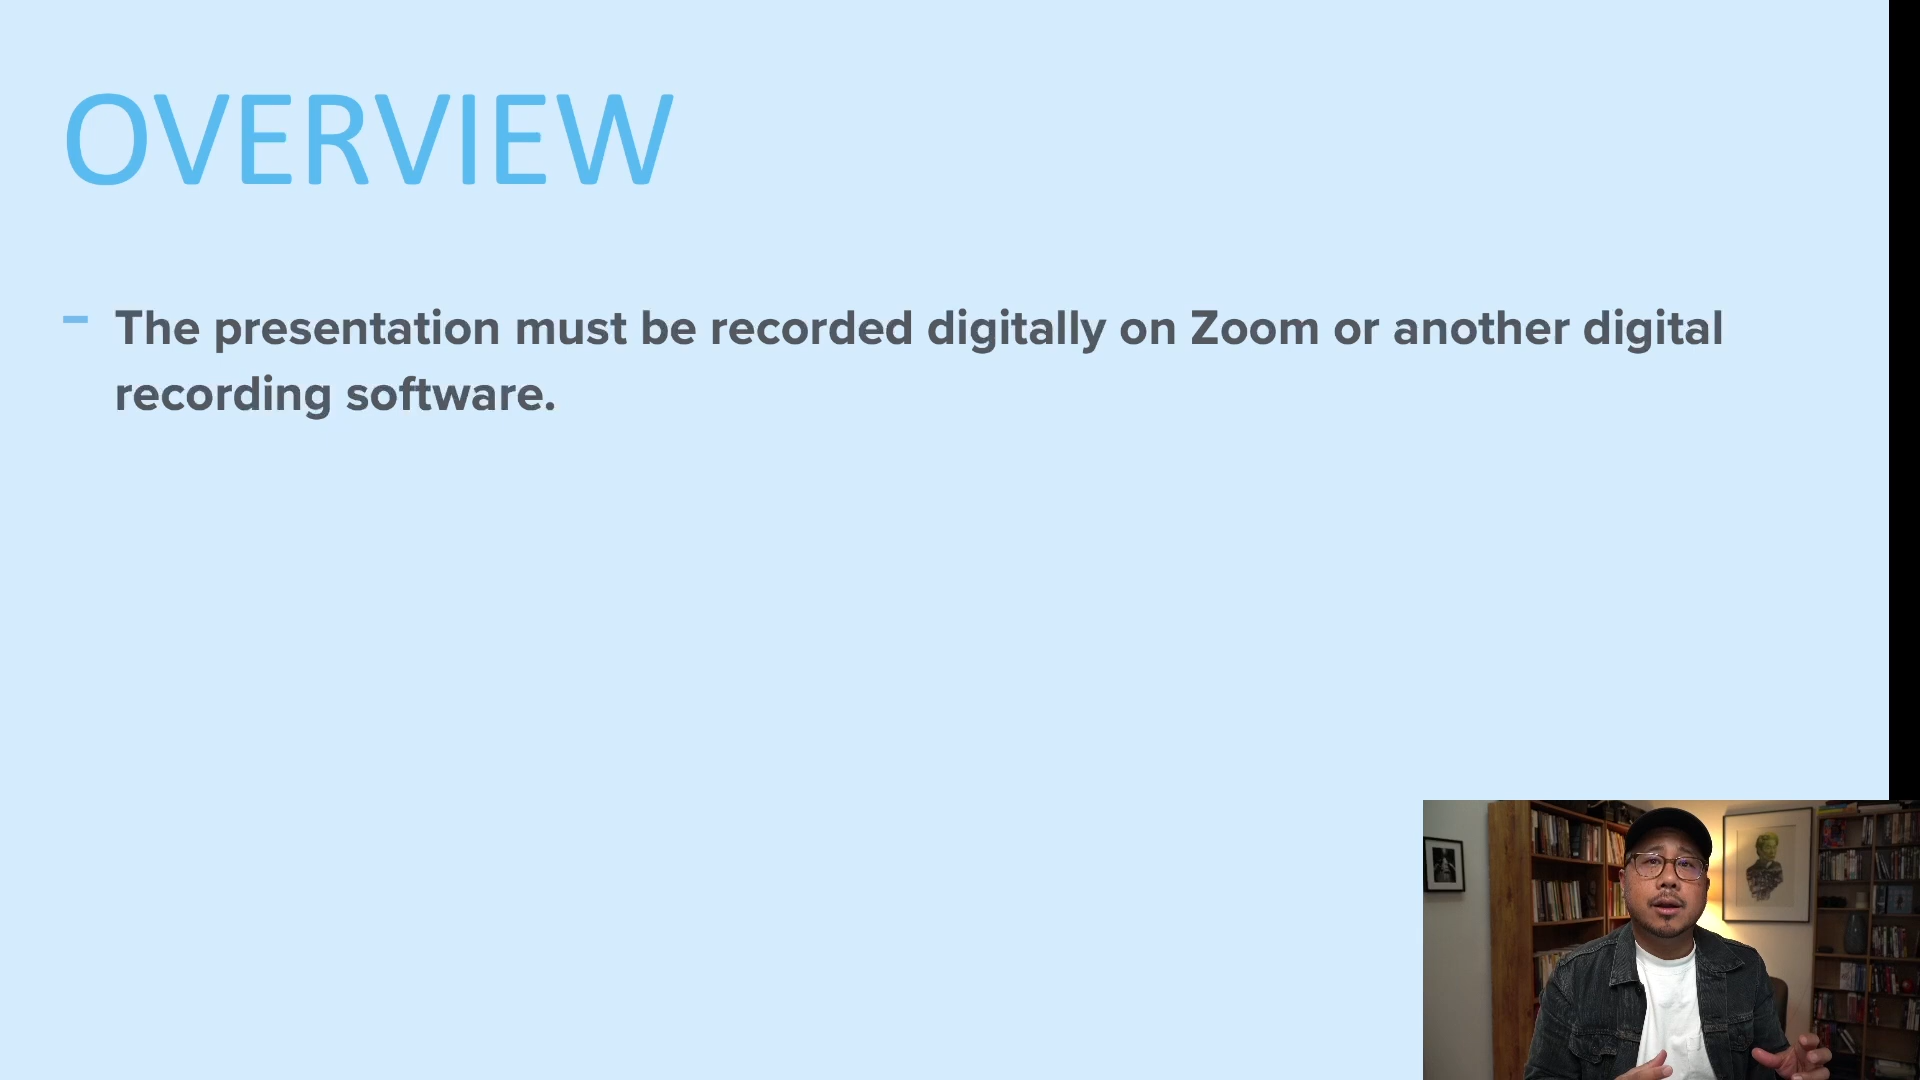 OVERVIEW
- The presentation must be recorded digitally on Zoom or another digital
recording software.